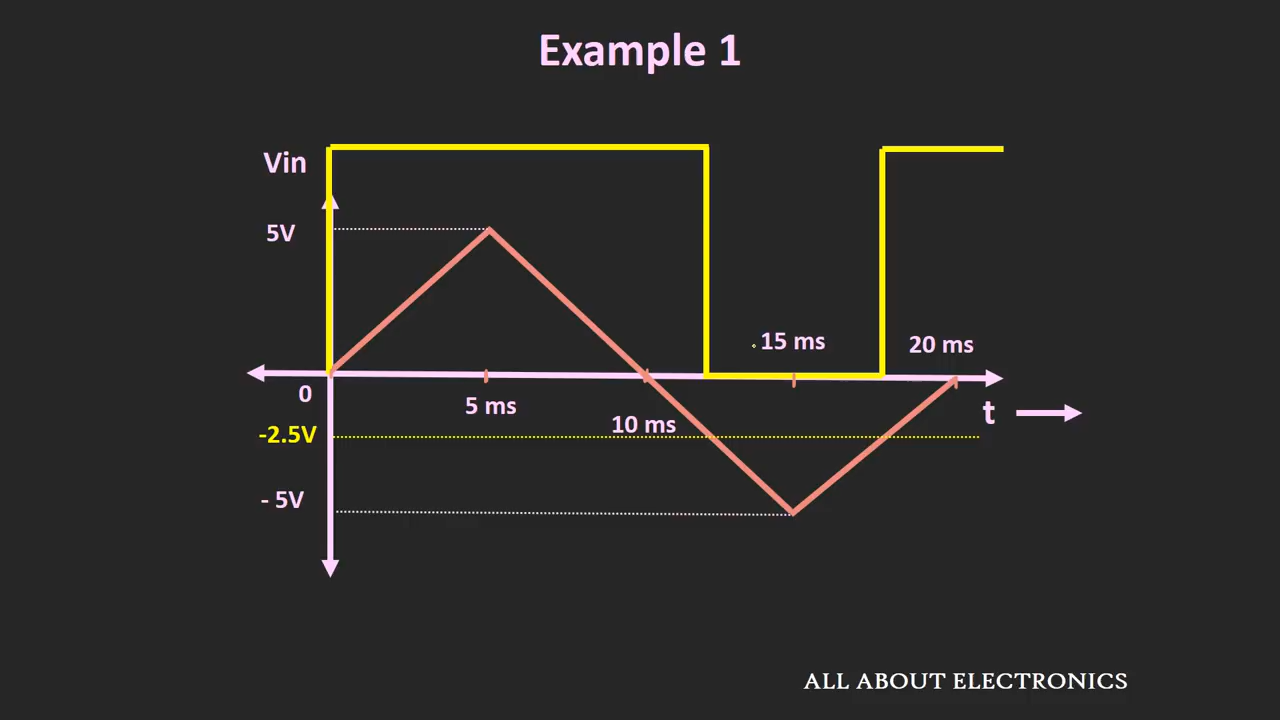 Example 1
Vin
5V
15 ms
20 ms
0
5 ms
t
10 ms
-2.5V
- 5V
ALL ABOUT ELECTRONICS